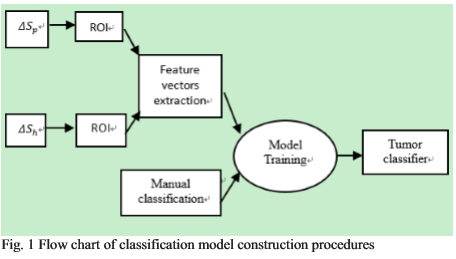 ΔSp
ROI
Feature
vectors
extraction
ΔSh
ROI
Model
Training
Tumor
classifier
Manual
classification
Fig. 1 Flow chart of classification model construction procedures